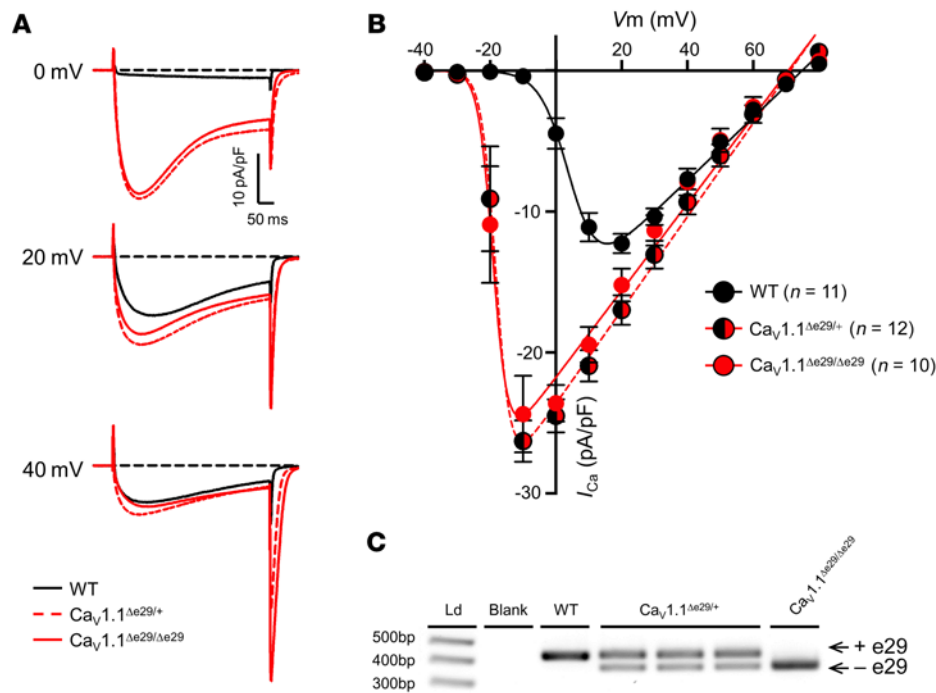 A
0 mV
10 pA/pF
50 ms
20 mV
40 mV
WT
CaV1.1Δe29/+
CaV1.1Δe29/Δe29
B
Vm (mV)
-40 -20 20 40 60
-10
-20
-30
ICa (pA/pF)
WT (n = 11)
CaV1.1Δe29/+ (n = 12)
CaV1.1Δe29/Δe29 (n = 10)
C
Ld Blank WT CaV1.1Δe29/+ CaV1.1Δe29/Δe29
500bp
400bp
300bp
+ e29
– e29